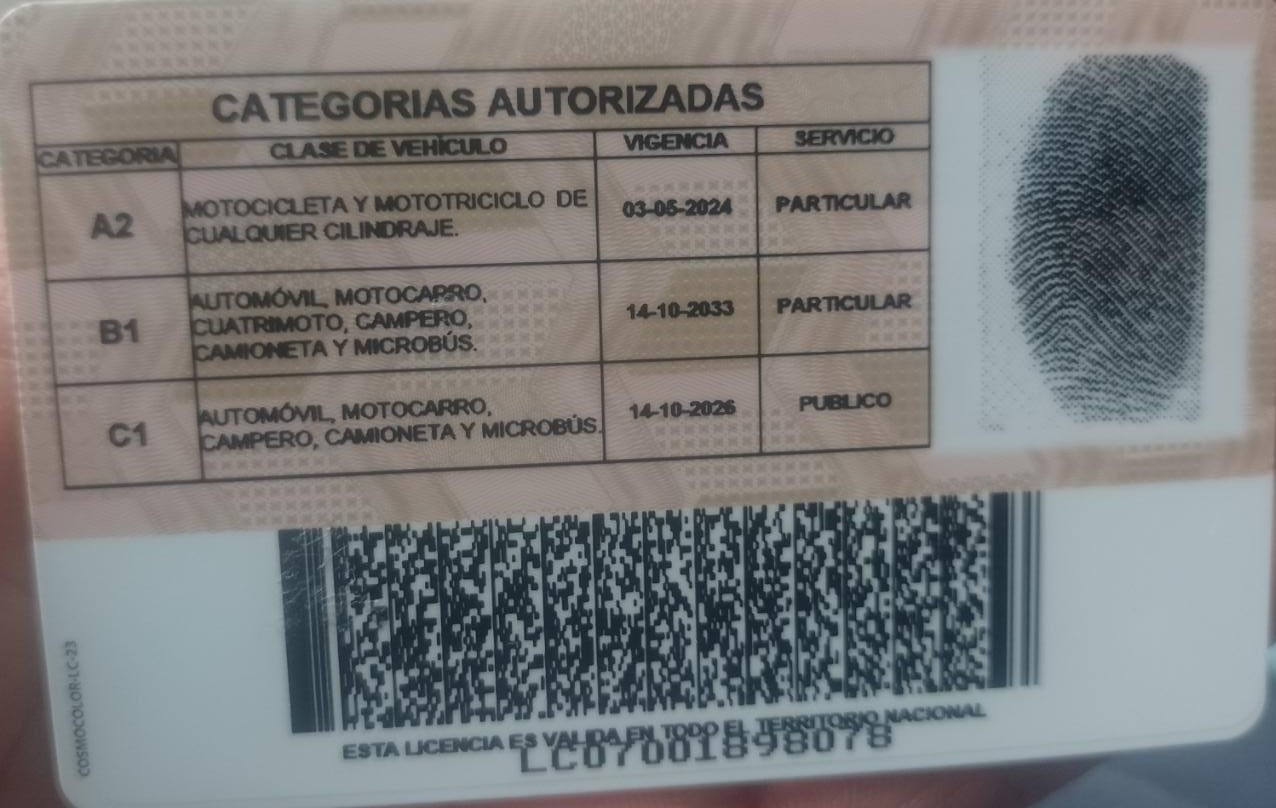 CATEGORIAS AUTORIZADAS
CATEGORIA CLASE DE VEHÍCULO VIGENCIA SERVICIO
A2 MOTOCICLETA Y MOTOTRICICLO DE CUALQUIER CILINDRAJE. 03-05-2024 PARTICULAR
B1 AUTOMÓVIL, MOTOCARRO, CUATRIMOTO, CAMPERO, CAMIONETA Y MICROBÚS. 14-10-2033 PARTICULAR
C1 AUTOMÓVIL, MOTOCARRO, CAMPERO, CAMIONETA Y MICROBÚS. 14-10-2026 PUBLICO
COSMOCOLOR-LC-23
ESTA LICENCIA ES VALIDA EN TODO EL TERRITORIO NACIONAL
LC07001898078